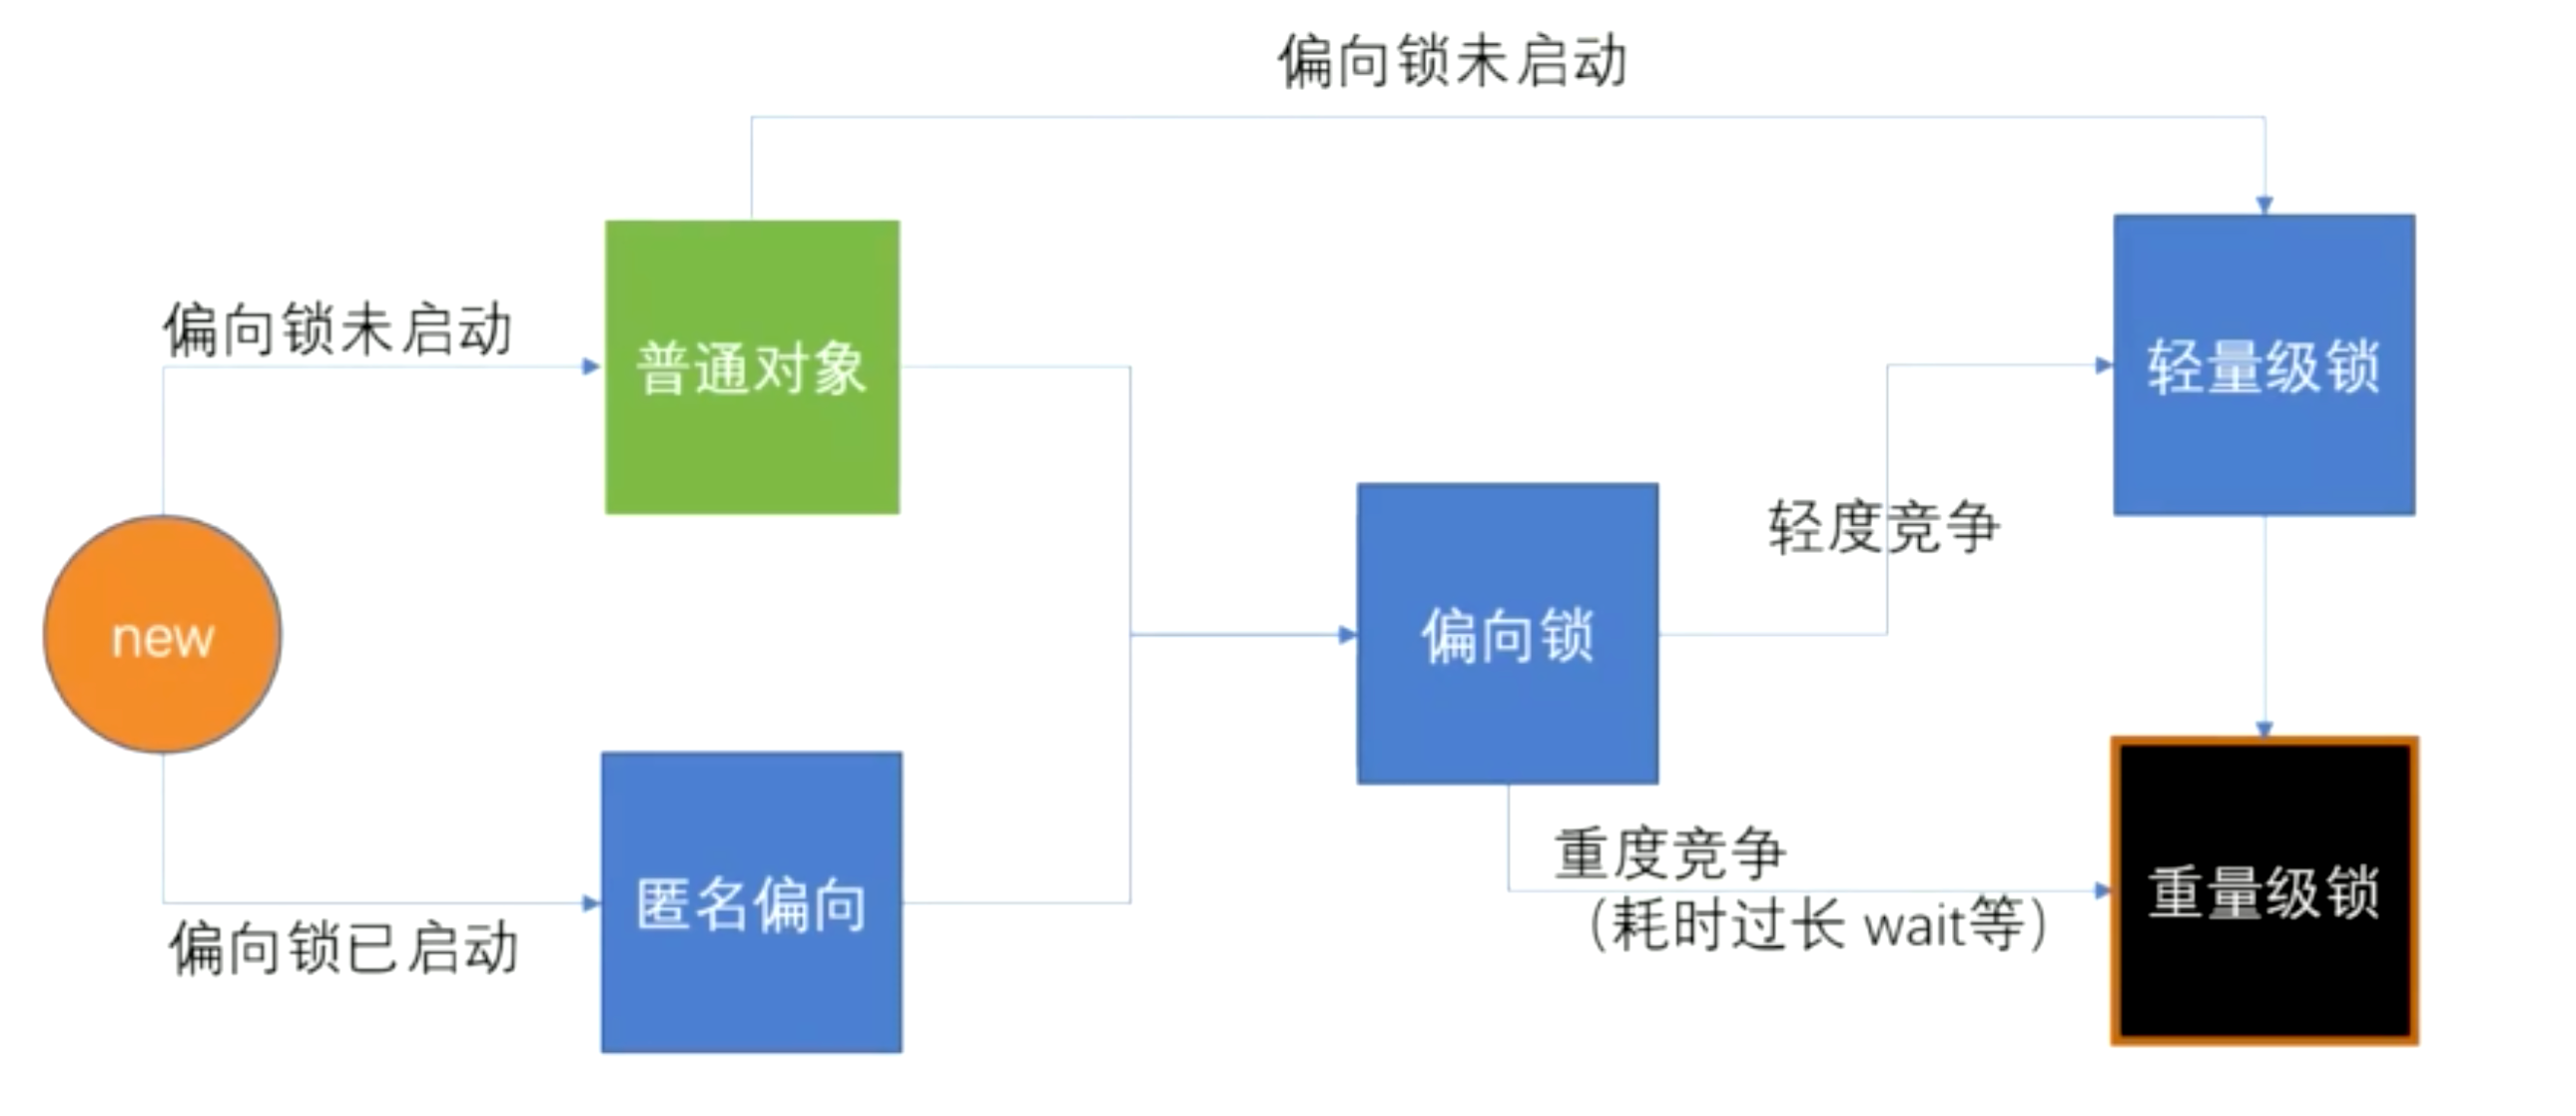 偏向锁未启动
偏向锁未启动
普通对象
轻量级锁
轻度竞争
new
偏向锁
重度竞争
(耗时过长 wait等)
匿名偏向
重量级锁
偏向锁已启动